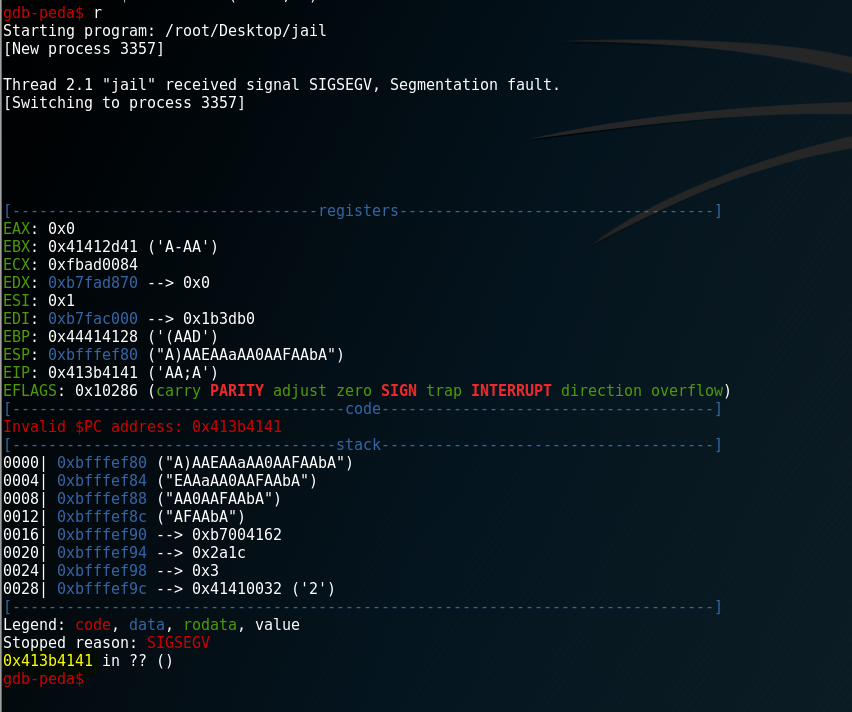 gdb-peda$ r
Starting program: /root/Desktop/jail
[New process 3357]
Thread 2.1 "jail" received signal SIGSEGV, Segmentation fault.
[Switching to process 3357]
[----------------------------------registers-----------------------------------]
EAX: 0x0
EBX: 0x41412d41 ('A-AA')
ECX: 0xfbad0084
EDX: 0xb7fad870 --> 0x0
ESI: 0x1
EDI: 0xb7fac000 --> 0x1b3db0
EBP: 0x44414128 ('(AAD')
ESP: 0xbfffef80 ("A)AAEAAaAA0AAFAAbA")
EIP: 0x413b4141 ('AA;A')
EFLAGS: 0x10286 (carry PARITY adjust zero SIGN trap INTERRUPT direction overflow)
[-------------------------------------code-------------------------------------]
Invalid $PC address: 0x413b4141
[------------------------------------stack-------------------------------------]
0000| 0xbfffef80 ("A)AAEAAaAA0AAFAAbA")
0004| 0xbfffef84 ("EAAaAA0AAFAAbA")
0008| 0xbfffef88 ("AA0AAFAAbA")
0012| 0xbfffef8c ("AFAAbA")
0016| 0xbfffef90 --> 0xb7004162
0020| 0xbfffef94 --> 0x2a1c
0024| 0xbfffef98 --> 0x3
0028| 0xbfffef9c --> 0x41410032 ('2')
[------------------------------------------------------------------------------]
Legend: code, data, rodata, value
Stopped reason: SIGSEGV
0x413b4141 in ?? ()
gdb-peda$